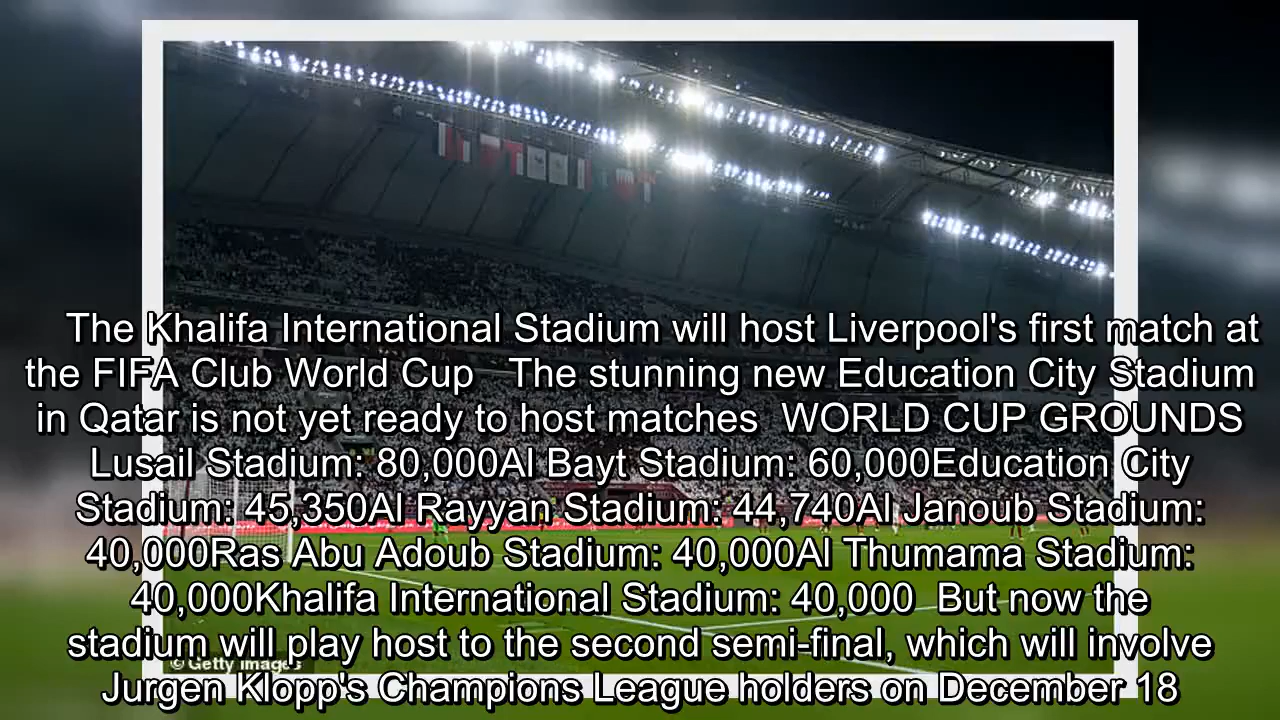 The Khalifa International Stadium will host Liverpool's first match at
the FIFA Club World Cup   The stunning new Education City Stadium
in Qatar is not yet ready to host matches  WORLD CUP GROUNDS
Lusail Stadium: 80,000Al Bayt Stadium: 60,000Education City
Stadium: 45,350Al Rayyan Stadium: 44,740Al Janoub Stadium:
40,000Ras Abu Adoub Stadium: 40,000Al Thumama Stadium:
40,000Khalifa International Stadium: 40,000  But now the
stadium will play host to the second semi-final, which will involve
© Getty Images
Jurgen Klopp's Champions League holders on December 18